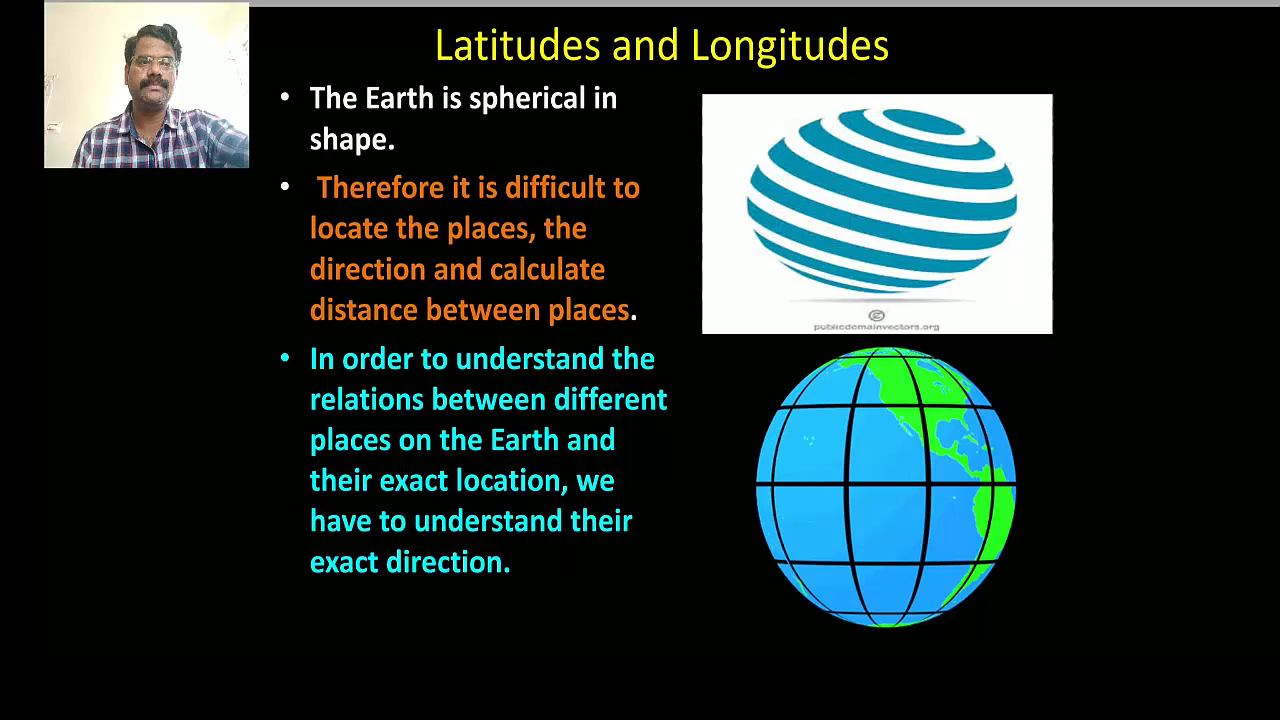 Latitudes and Longitudes
• The Earth is spherical in
shape.
• Therefore it is difficult to
locate the places, the
direction and calculate
distance between places.
• In order to understand the
relations between different
places on the Earth and
their exact location, we
have to understand their
exact direction.
©
publicdomainvectors.org